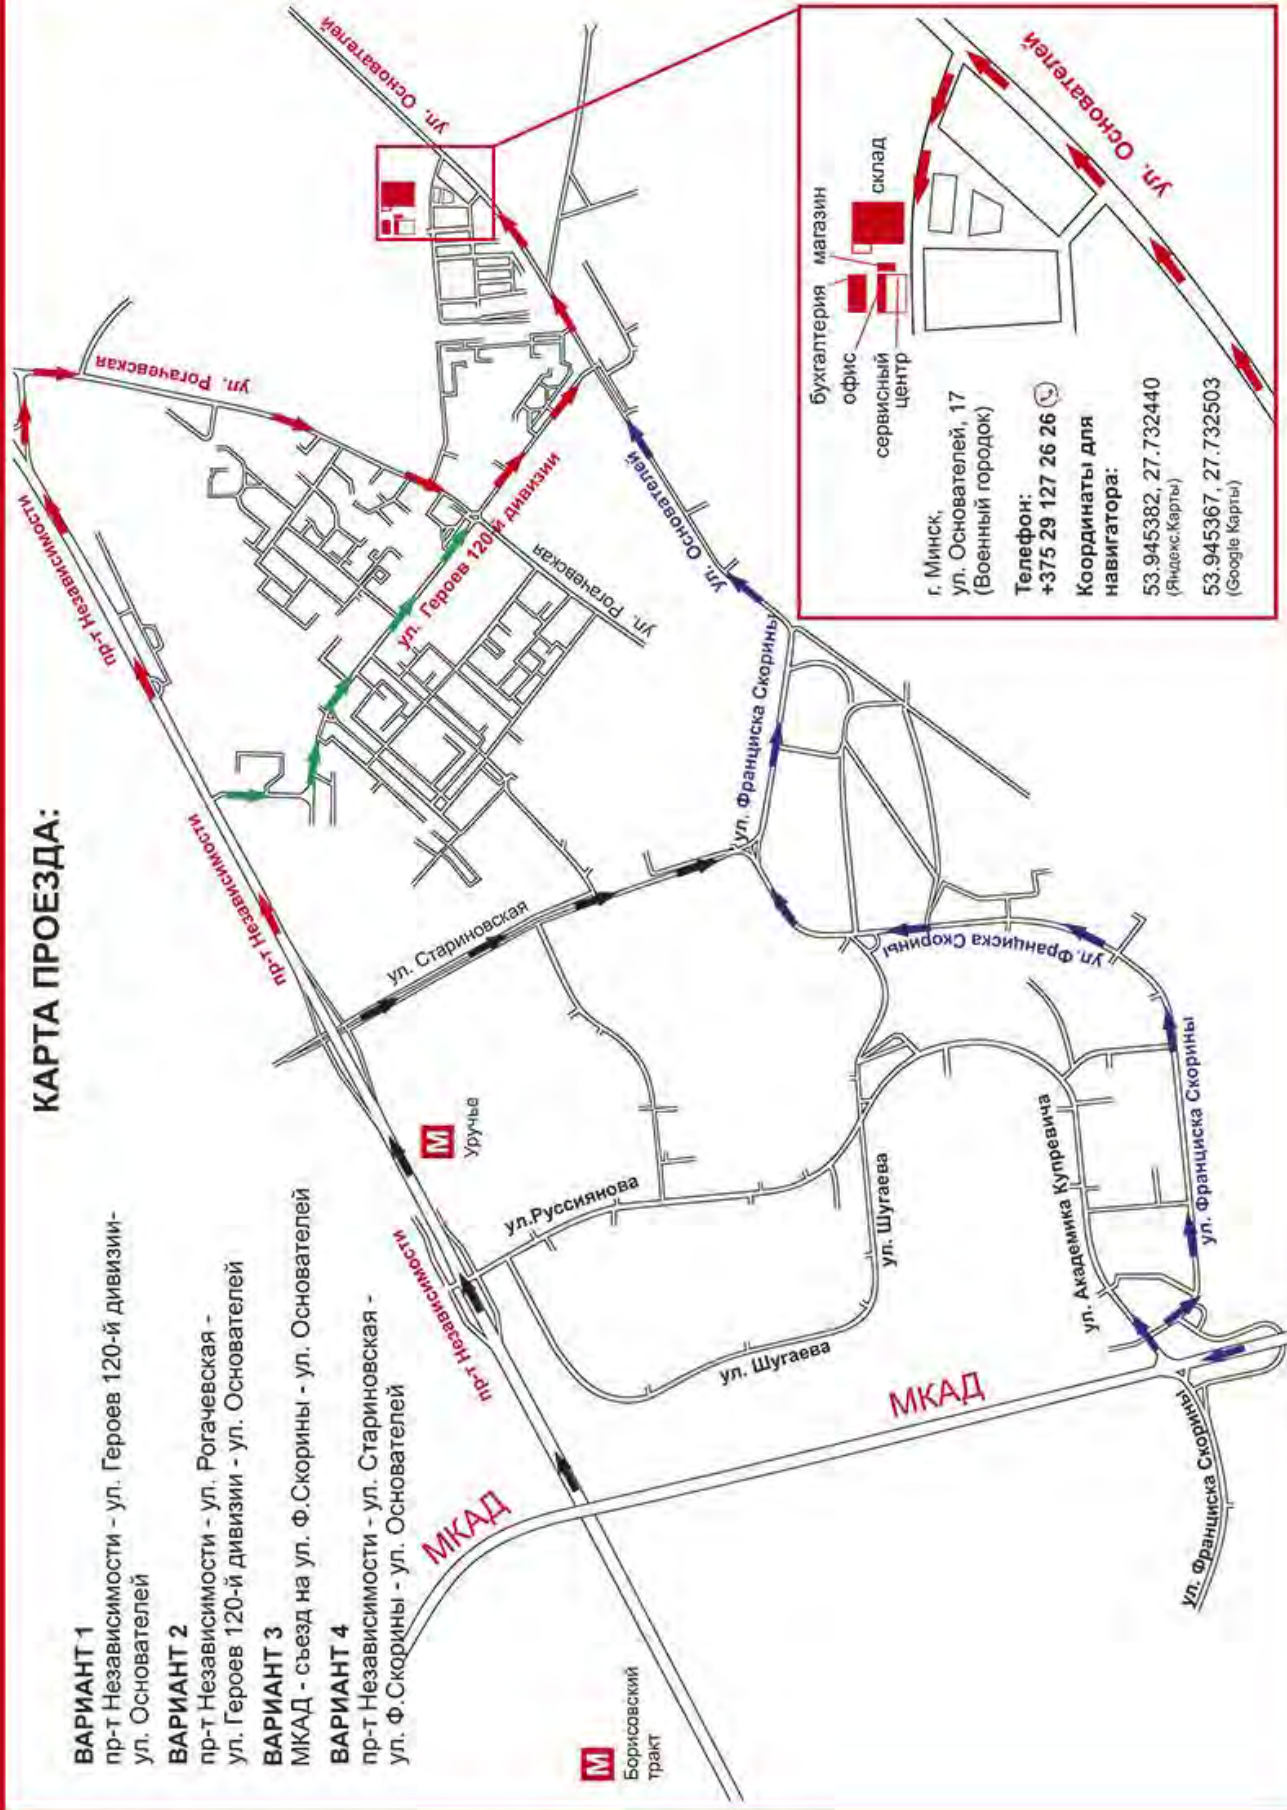 КАРТА ПРОЕЗДА:
ВАРИАНТ 1
пр-т Независимости - ул. Героев 120-й дивизии-
ул. Основателей
ВАРИАНТ 2
пр-т Независимости - ул. Рогачевская -
ул. Героев 120-й дивизии - ул. Основателей
ВАРИАНТ 3
МКАД - съезд на ул. Ф.Скорины - ул. Основателей
ВАРИАНТ 4
пр-т Независимости - ул. Стариновская -
ул. Ф.Скорины - ул. Основателей
М
Борисовский
тракт
МКАД
МКАД
пр-т Независимости
М
Уручье
пр-т Независимости
пр-т Независимости
ул. Рогачевская
ул. Героев 120-й дивизии
ул. Рогачевская
ул. Стариновская
ул.Руссиянова
ул. Шугаева
ул. Шугаева
ул. Академика Купревича
ул. Франциска Скорины
ул. Франциска Скорины
ул. Франциска Скорины
ул. Франциска Скорины
ул. Основателей
ул. Основателей
бухгалтерия
магазин
офис
склад
сервисный
центр
ул. Основателей
г. Минск,
ул. Основателей, 17
(Военный городок)
Телефон:
+375 29 127 26 26
Координаты для
навигатора:
53.945382, 27.732440
(Яндекс.Карты)
53.945367, 27.732503
(Google Карты)